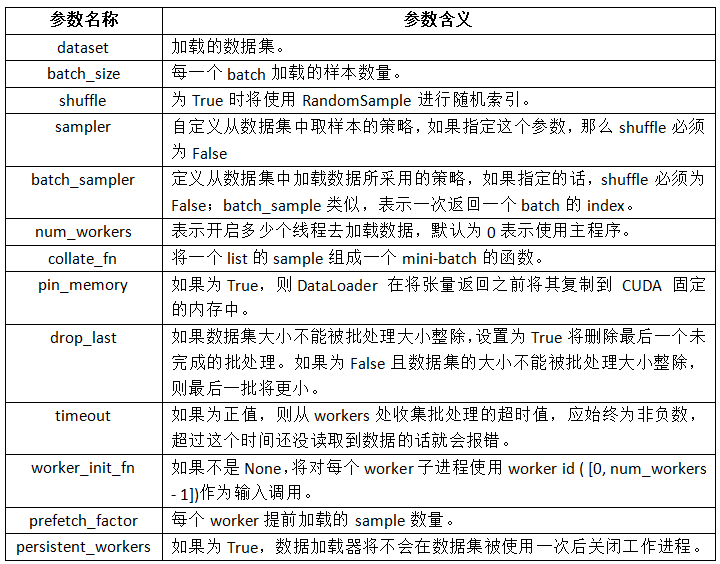 参数名称 参数含义
dataset 加载的数据集。
batch_size 每一个 batch 加载的样本数量。
shuffle 为 True 时将使用 RandomSample 进行随机索引。
sampler 自定义从数据集中取样本的策略，如果指定这个参数，那么 shuffle 必须
为 False
batch_sampler 定义从数据集中加载数据所采用的策略，如果指定的话，shuffle 必须为
False；batch_sample 类似，表示一次返回一个 batch 的 index。
num_workers 表示开启多少个线程去加载数据，默认为 0 表示使用主程序。
collate_fn 将一个 list 的 sample 组成一个 mini-batch 的函数。
pin_memory 如果为 True，则 DataLoader 在将张量返回之前将其复制到 CUDA 固定
的内存中。
drop_last 如果数据集大小不能被批处理大小整除，设置为 True 将删除最后一个未
完成的批处理。如果为 False 且数据集的大小不能被批处理大小整除，
则最后一批将更小。
timeout 如果为正值，则从 workers 处收集批处理的超时值，应始终为非负数，
超过这个时间还没读取到数据的话就会报错。
worker_init_fn 如果不是 None，将对每个 worker 子进程使用 worker id ( [0, num_workers
- 1])作为输入调用。
prefetch_factor 每个 worker 提前加载的 sample 数量。
persistent_workers 如果为 True，数据加载器将不会在数据集被使用一次后关闭工作进程。